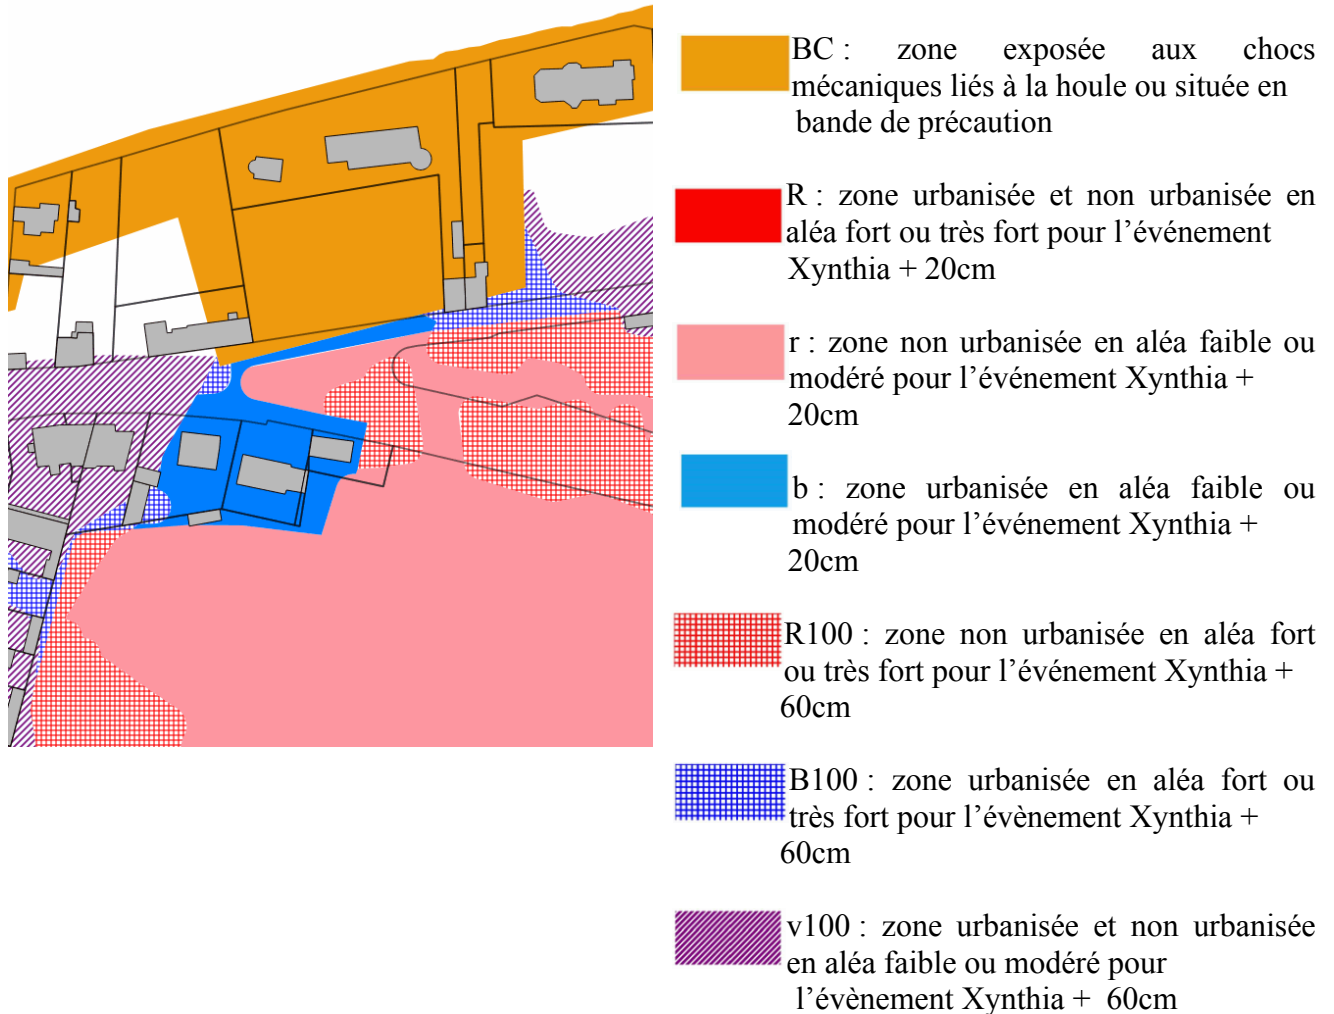 BC : zone exposée aux chocs
mécaniques liés à la houle ou située en
bande de précaution
R : zone urbanisée et non urbanisée en
aléa fort ou très fort pour l’événement
Xynthia + 20cm
r : zone non urbanisée en aléa faible ou
modéré pour l’événement Xynthia +
20cm
b : zone urbanisée en aléa faible ou
modéré pour l’événement Xynthia +
20cm
R100 : zone non urbanisée en aléa fort
ou très fort pour l’événement Xynthia +
60cm
B100 : zone urbanisée en aléa fort ou
très fort pour l’évènement Xynthia +
60cm
v100 : zone urbanisée et non urbanisée
en aléa faible ou modéré pour
l’évènement Xynthia + 60cm